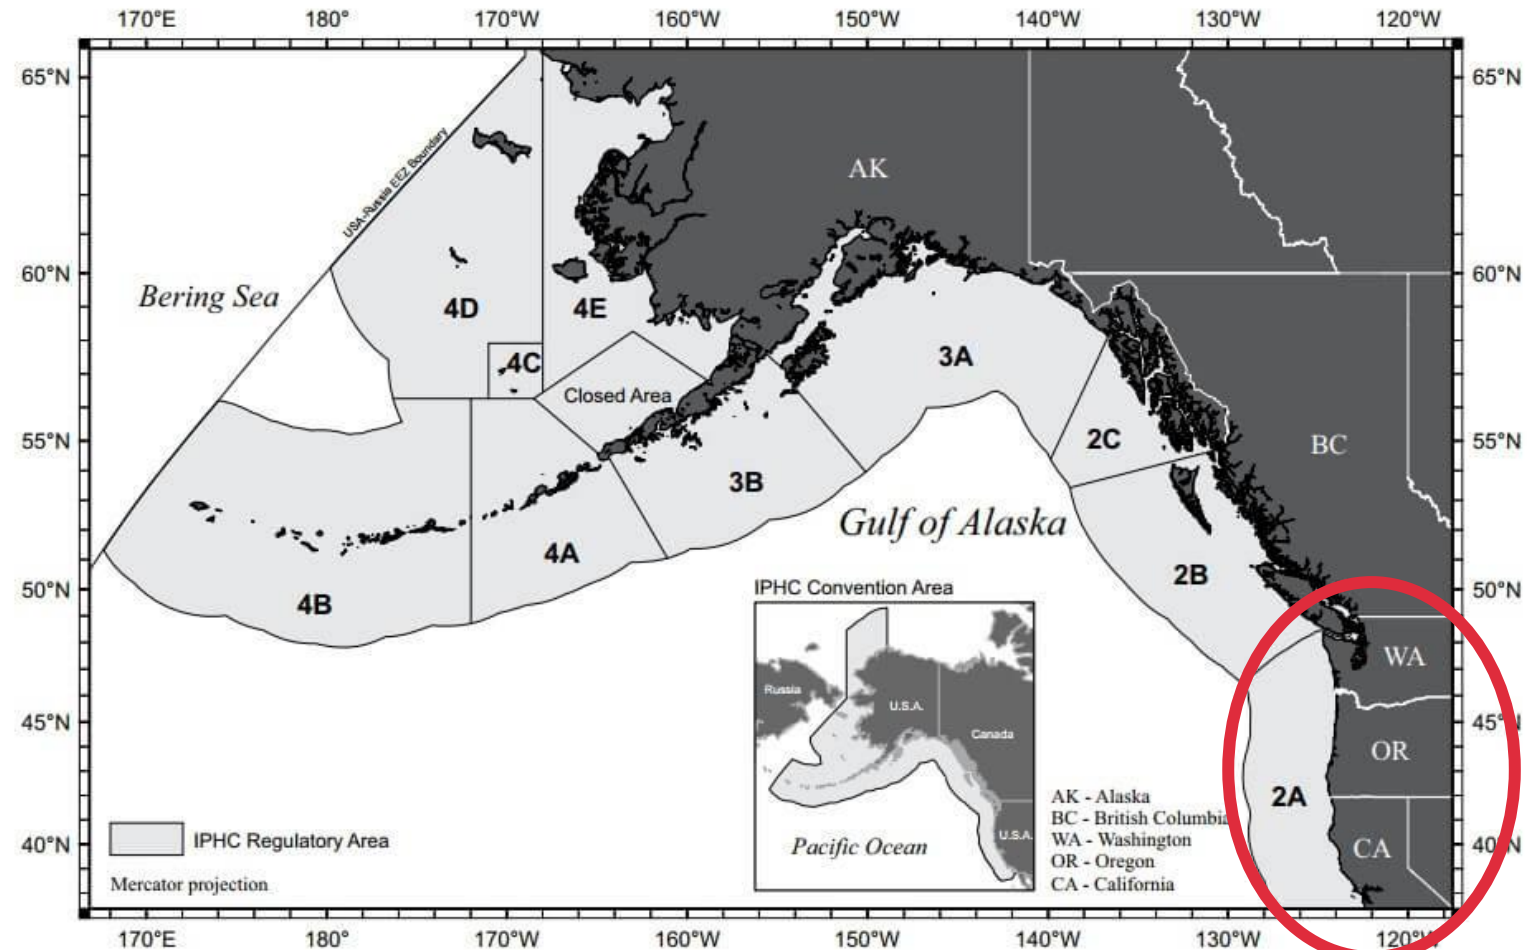 170°E 180° 170°W 160°W 150°W 140°W 130°W 120°W
65°N 65°N
AK
USA-Russia EEZ Boundary
60°N 60°N
Bering Sea
4D 4E
3A
4C
Closed Area
55°N 2C BC 55°N
3B
Gulf of Alaska
4A 2B
50°N 50°N
4B
IPHC Convention Area
WA
Russia
U.S.A.
Canada
45°N 45°N
OR
2A
AK - Alaska
BC - British Columbia
WA - Washington
OR - Oregon
CA - California
U.S.A.
Pacific Ocean
IPHC Regulatory Area
40°N CA 40°N
Mercator projection
170°E 180° 170°W 160°W 150°W 140°W 130°W 120°W